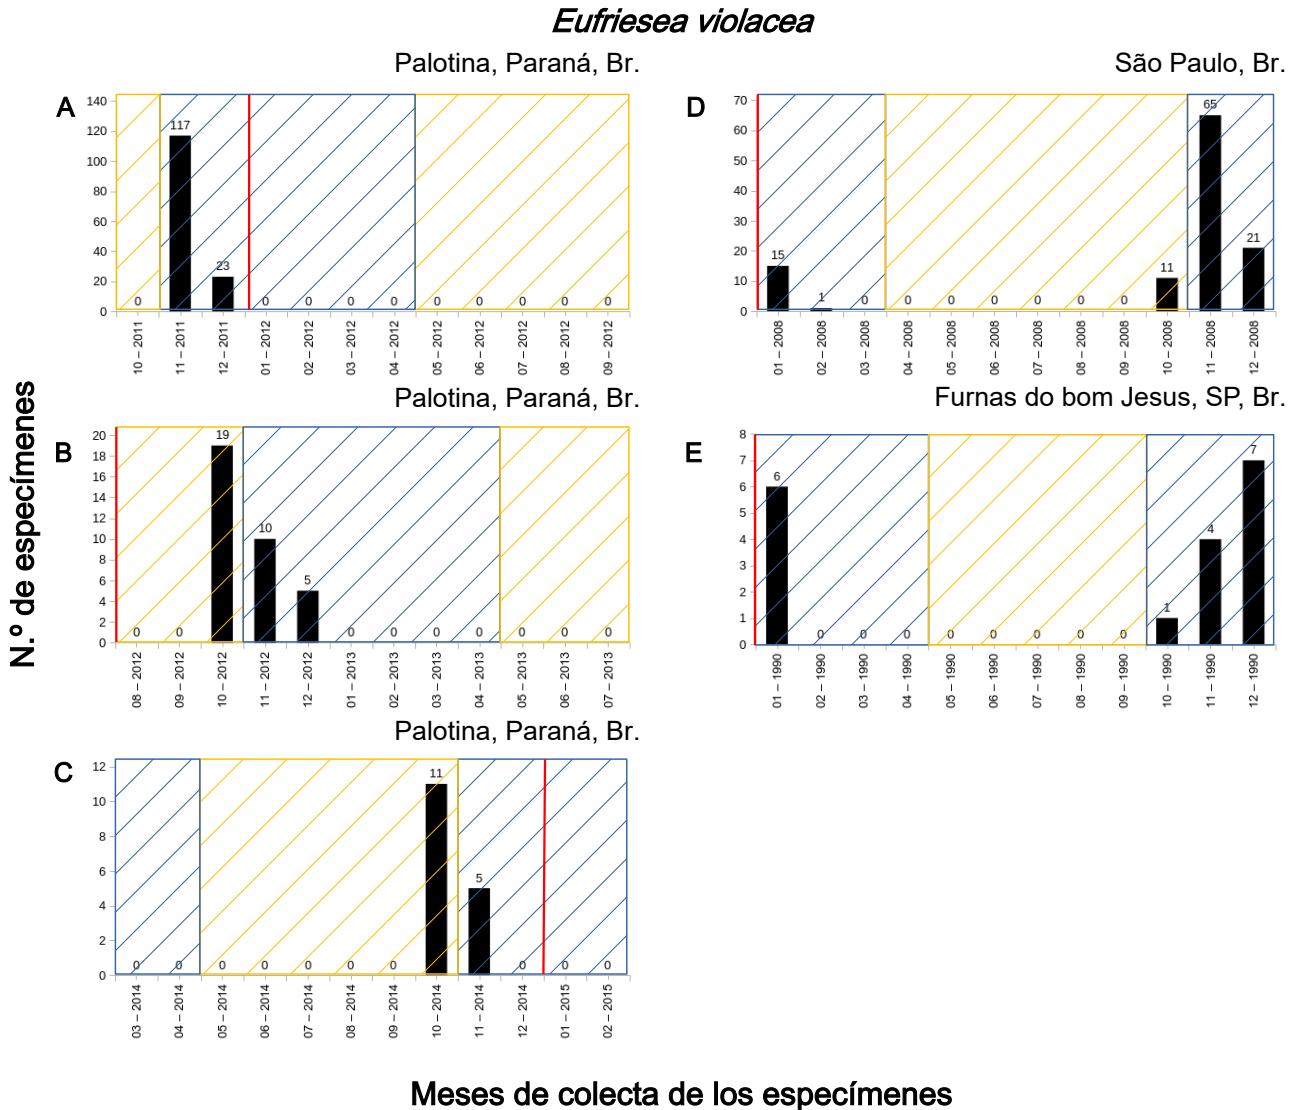 Eufriesea violacea
Palotina, Paraná, Br.
A
140
120
100
80
60
40
20
0
0
117
23
0
0
0
0
0
0
0
0
0
10 – 2011
11 – 2011
12 – 2011
01 – 2012
02 – 2012
03 – 2012
04 – 2012
05 – 2012
06 – 2012
07 – 2012
08 – 2012
09 – 2012
Palotina, Paraná, Br.
B
20
18
16
14
12
10
8
6
4
2
0
0
0
19
10
5
0
0
0
0
0
0
0
08 – 2012
09 – 2012
10 – 2012
11 – 2012
12 – 2012
01 – 2013
02 – 2013
03 – 2013
04 – 2013
05 – 2013
06 – 2013
07 – 2013
Palotina, Paraná, Br.
C
12
10
8
6
4
2
0
0
0
0
0
0
0
0
11
5
0
0
0
03 – 2014
04 – 2014
05 – 2014
06 – 2014
07 – 2014
08 – 2014
09 – 2014
10 – 2014
11 – 2014
12 – 2014
01 – 2015
02 – 2015
São Paulo, Br.
D
70
60
50
40
30
20
10
0
15
1
0
0
0
0
0
0
0
11
65
21
01 – 2008
02 – 2008
03 – 2008
04 – 2008
05 – 2008
06 – 2008
07 – 2008
08 – 2008
09 – 2008
10 – 2008
11 – 2008
12 – 2008
Furnas do bom Jesus, SP, Br.
E
8
7
6
5
4
3
2
1
0
6
0
0
0
0
0
0
0
0
1
4
7
01 – 1990
02 – 1990
03 – 1990
04 – 1990
05 – 1990
06 – 1990
07 – 1990
08 – 1990
09 – 1990
10 – 1990
11 – 1990
12 – 1990
N.º de especímenes
Meses de colecta de los especímenes